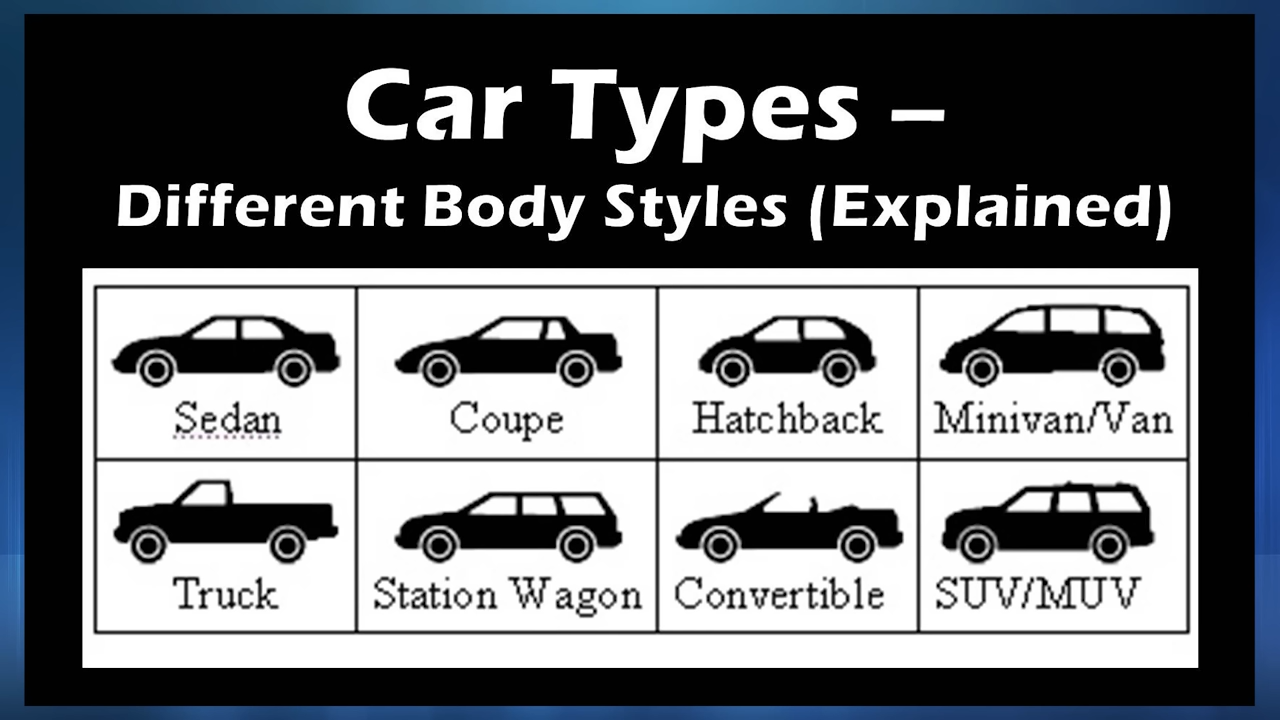 Car Types –
Different Body Styles (Explained)
Sedan
Coupe
Hatchback
Minivan/Van
Truck
Station Wagon
Convertible
SUV/MUV